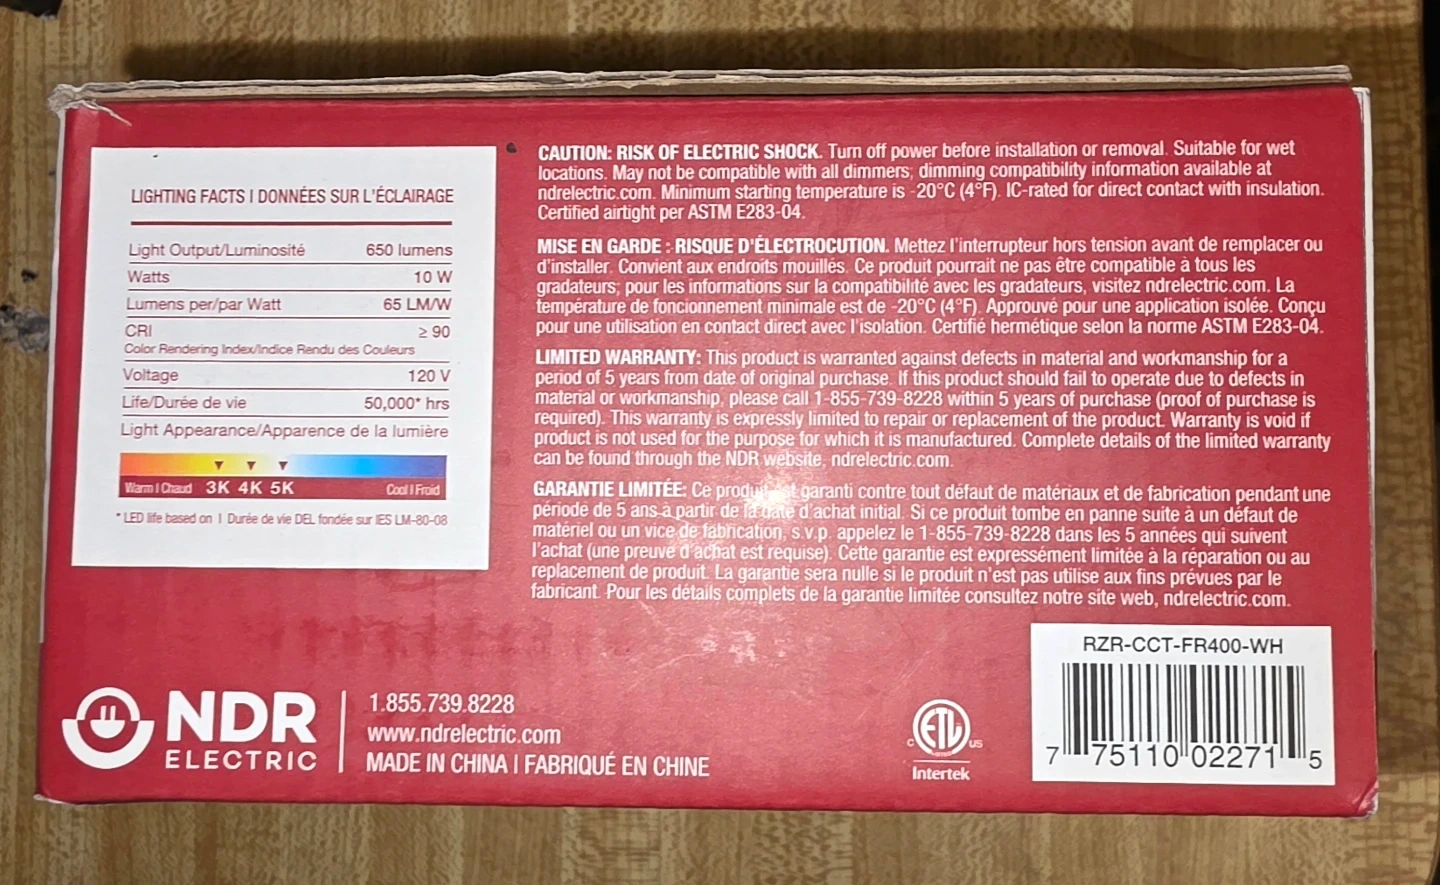 LIGHTING FACTS | DONNÉES SUR L'ÉCLAIRAGE
Light Output/Luminosité 650 lumens
Watts 10 W
Lumens per/par Watt 65 LM/W
CRI ≥ 90
Color Rendering Index/Indice Rendu des Couleurs
Voltage 120 V
Life/Durée de vie 50,000* hrs
Light Appearance/Apparence de la lumière
Warm | Chaud 3K 4K 5K Cool | Froid
* LED life based on | Durée de vie DEL fondée sur IES LM-80-08
CAUTION: RISK OF ELECTRIC SHOCK. Turn off power before installation or removal. Suitable for wet
locations. May not be compatible with all dimmers; dimming compatibility information available at
ndrelectric.com. Minimum starting temperature is -20°C (4°F). IC-rated for direct contact with insulation.
Certified airtight per ASTM E283-04.
MISE EN GARDE : RISQUE D'ÉLECTROCUTION. Mettez l'interrupteur hors tension avant de remplacer ou
d'installer. Convient aux endroits mouillés. Ce produit pourrait ne pas être compatible à tous les
gradateurs; pour les informations sur la compatibilité avec les gradateurs, visitez ndrelectric.com. La
température de foncionnement minimale est de -20°C (4°F). Approuvé pour une application isolée. Conçu
pour une utilisation en contact direct avec l'isolation. Certifié hermétique selon la norme ASTM E283-04.
LIMITED WARRANTY: This product is warranted against defects in material and workmanship for a
period of 5 years from date of original purchase. If this product should fail to operate due to defects in
material or workmanship, please call 1-855-739-8228 within 5 years of purchase (proof of purchase is
required). This warranty is expressly limited to repair or replacement of the product. Warranty is void if
product is not used for the purpose for which it is manufactured. Complete details of the limited warranty
can be found through the NDR website, ndrelectric.com.
GARANTIE LIMITÉE: Ce produit est garanti contre tout défaut de matériaux et de fabrication pendant une
période de 5 ans à partir de la date d'achat initial. Si ce produit tombe en panne suite à un défaut de
matériel ou un vice de fabrication, s.v.p. appelez le 1-855-739-8228 dans les 5 années qui suivent
l'achat (une preuve d'achat est requise). Cette garantie est expressément limitée à la réparation ou au
replacement de produit. La garantie sera nulle si le produit n'est pas utilise aux fins prévues par le
fabricant. Pour les détails complets de la garantie limitée consultez notre site web, ndrelectric.com.
NDR
ELECTRIC
1.855.739.8228
www.ndrelectric.com
MADE IN CHINA | FABRIQUÉ EN CHINE
C ETL US
Intertek
RZR-CCT-FR400-WH
7 75110 02271 5